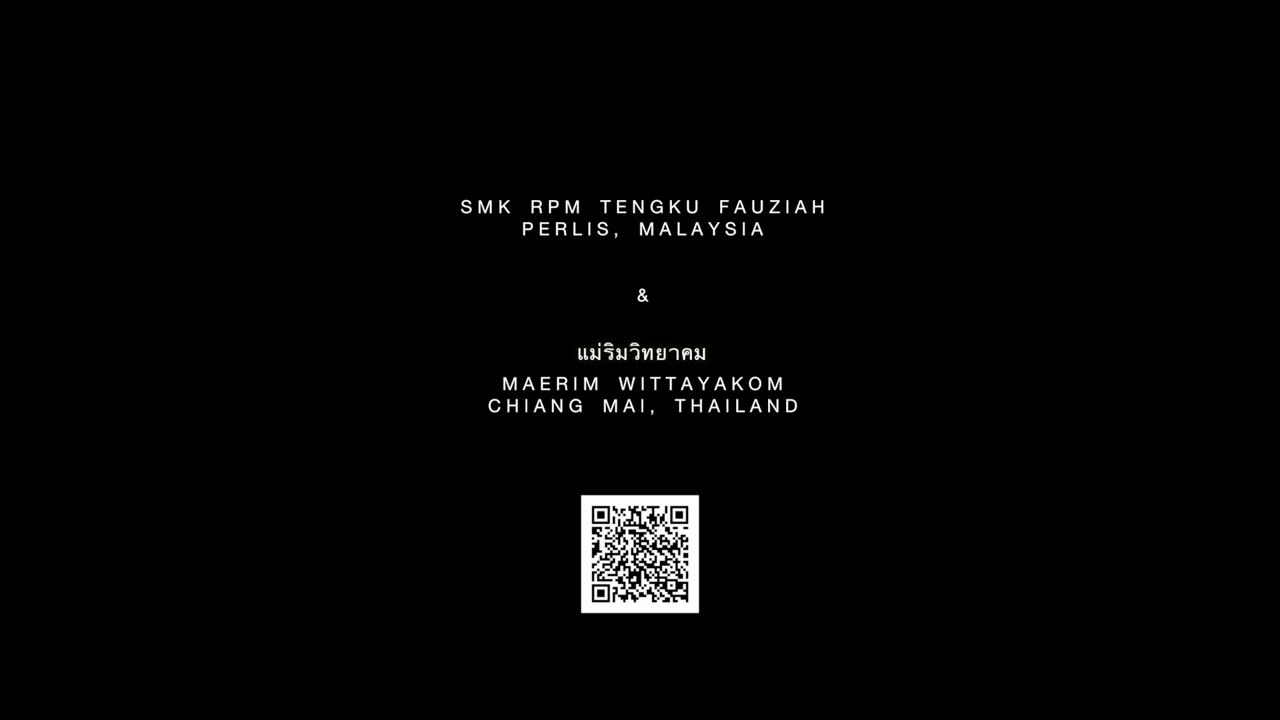 SMK RPM TENGKU FAUZIAH
PERLIS, MALAYSIA
&
แม่ริมวิทยาคม
MAERIM WITTAYAKOM
CHIANG MAI, THAILAND